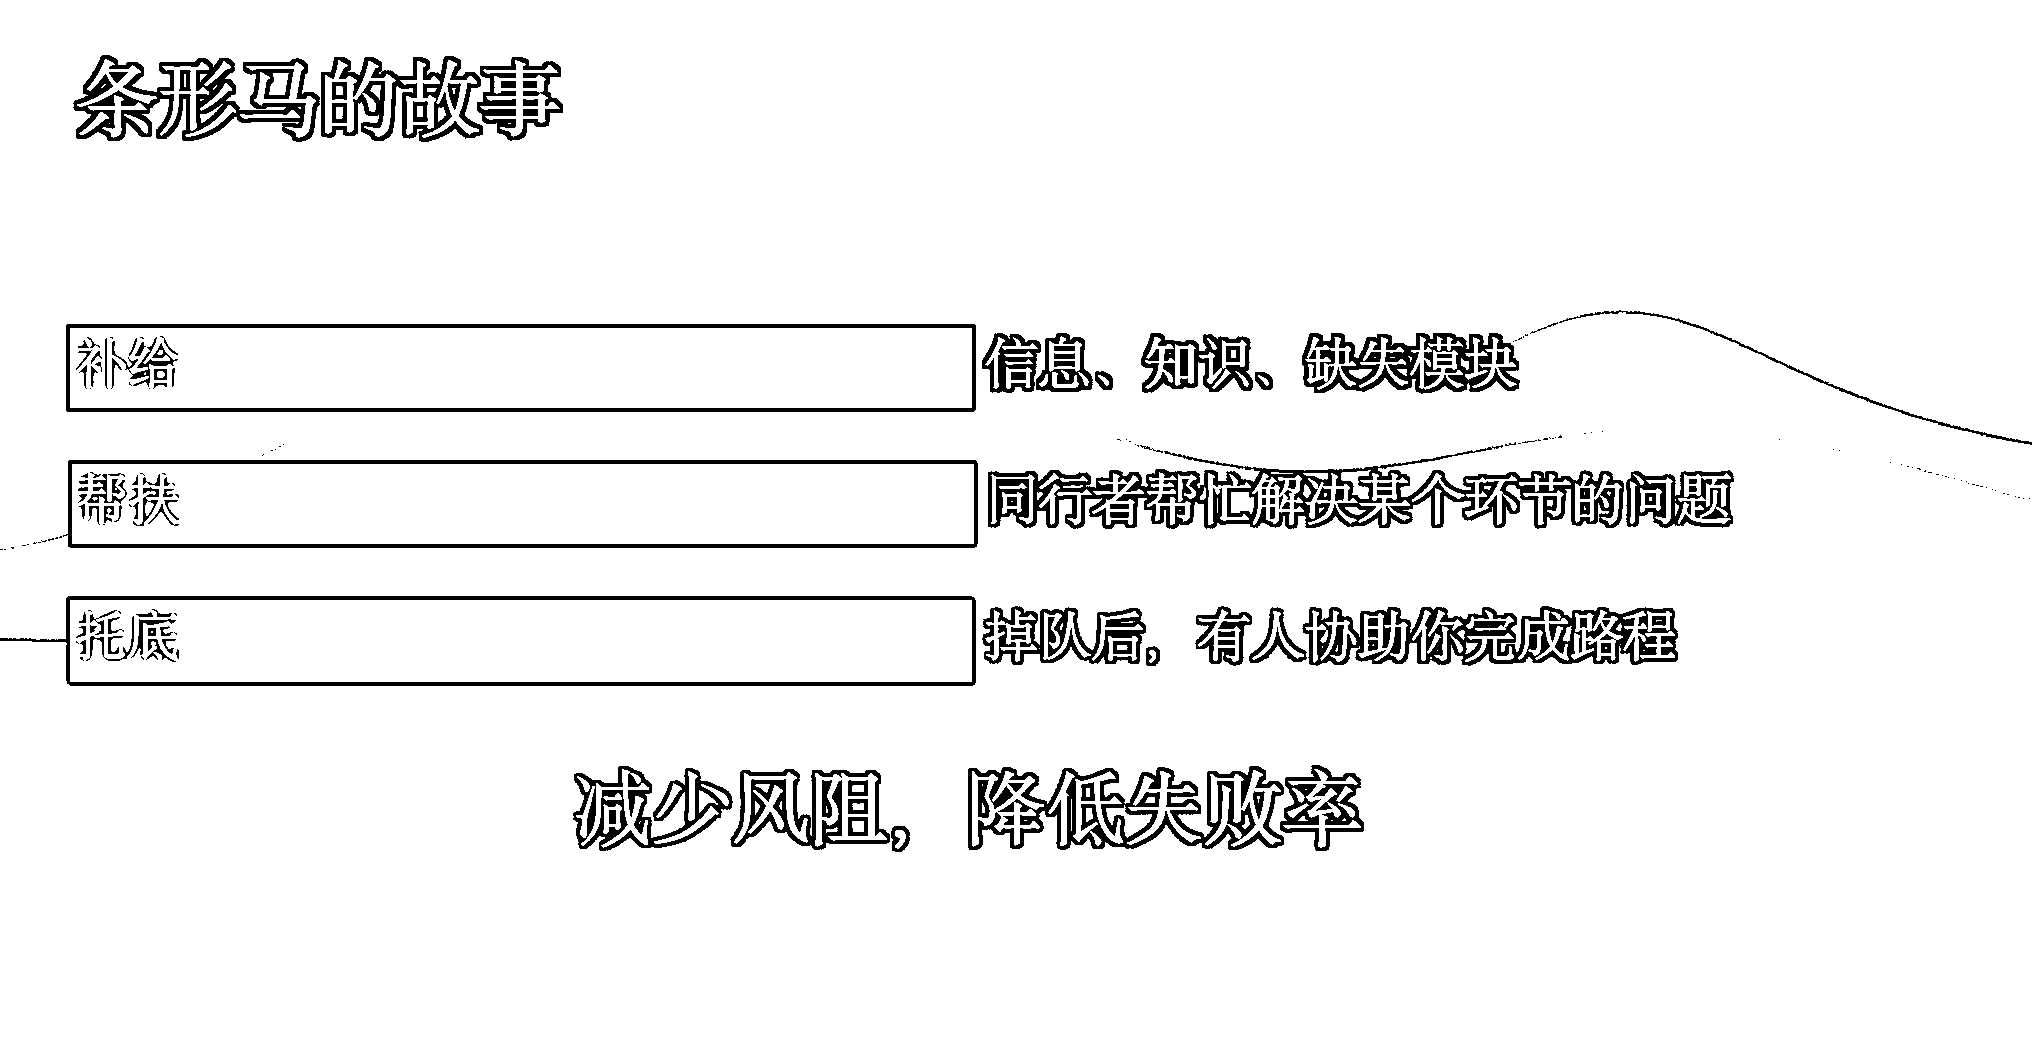 条形马的故事
补给 信息、知识、缺失模块
帮扶 同行者帮忙解决某个环节的问题
托底 掉队后，有人协助你完成路程
减少风阻，降低失败率